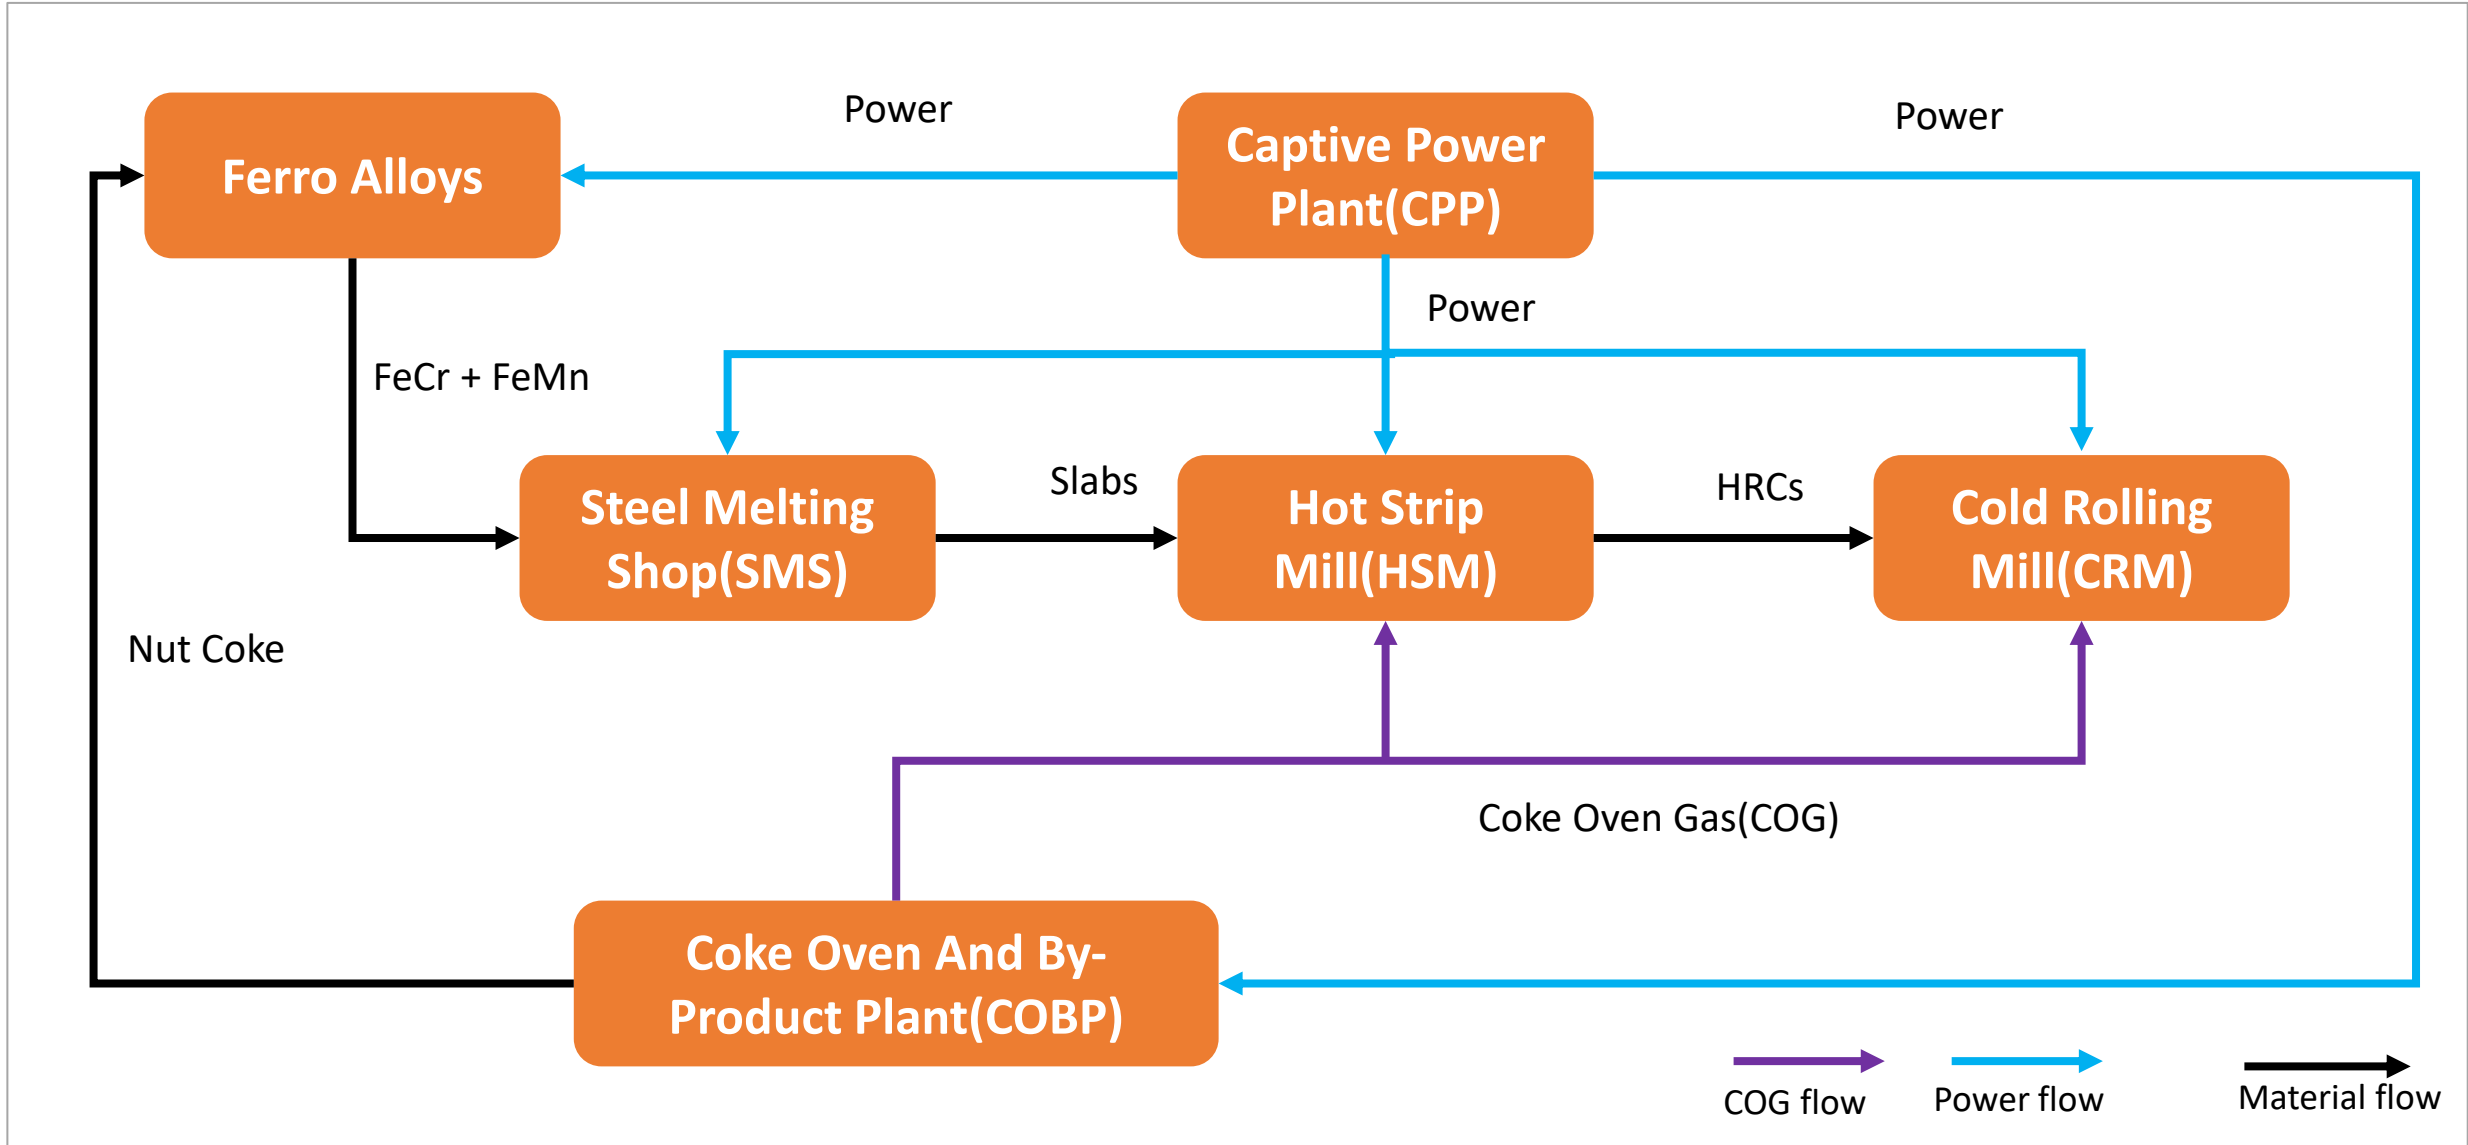 Power
Power
Ferro Alloys
Captive Power
Plant(CPP)
Power
FeCr + FeMn
Slabs
HRCs
Steel Melting
Shop(SMS)
Hot Strip
Mill(HSM)
Cold Rolling
Mill(CRM)
Nut Coke
Coke Oven Gas(COG)
Coke Oven And By-
Product Plant(COBP)
COG flow
Power flow
Material flow